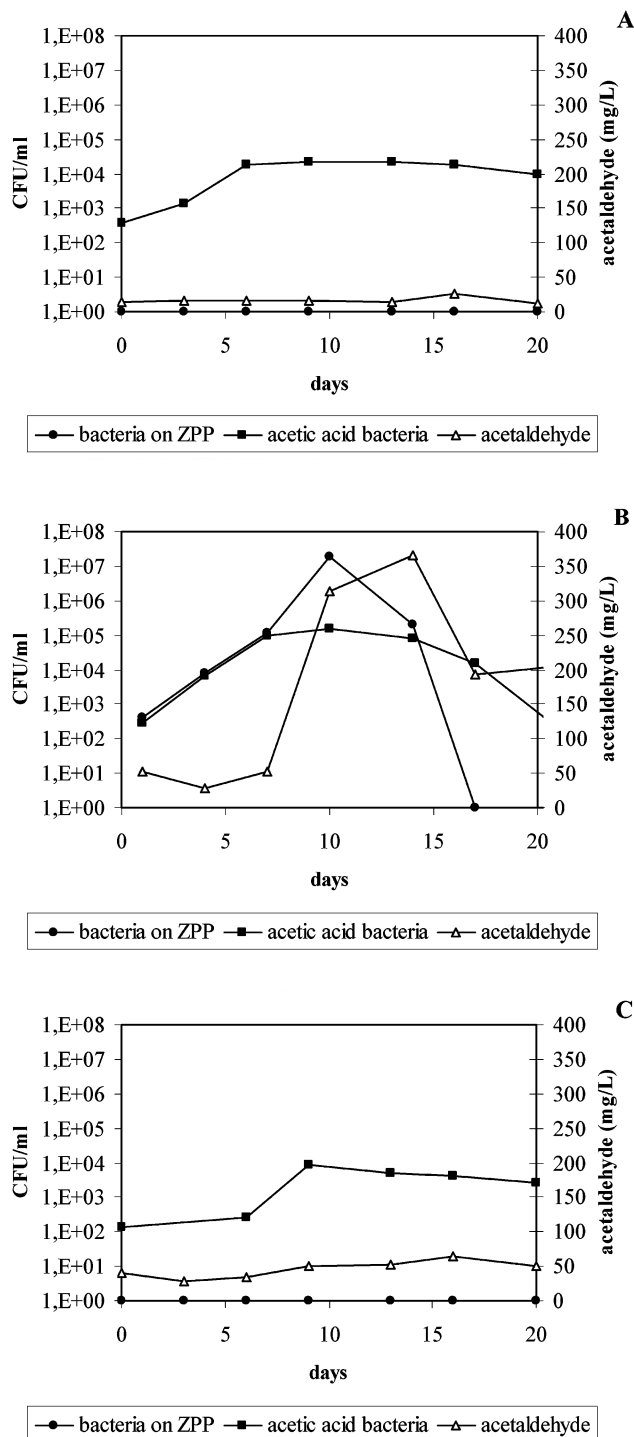 A
1,E+08
1,E+07
1,E+06
1,E+05
1,E+04
1,E+03
1,E+02
1,E+01
1,E+00
CFU/ml
400
350
300
250
200
150
100
50
0
acetaldehyde (mg/L)
0 5 10 15 20
days
bacteria on ZPP acetic acid bacteria acetaldehyde
B
1,E+08
1,E+07
1,E+06
1,E+05
1,E+04
1,E+03
1,E+02
1,E+01
1,E+00
CFU/ml
400
350
300
250
200
150
100
50
0
acetaldehyde (mg/L)
0 5 10 15 20
days
bacteria on ZPP acetic acid bacteria acetaldehyde
C
1,E+08
1,E+07
1,E+06
1,E+05
1,E+04
1,E+03
1,E+02
1,E+01
1,E+00
CFU/ml
400
350
300
250
200
150
100
50
0
acetaldehyde (mg/L)
0 5 10 15 20
days
bacteria on ZPP acetic acid bacteria acetaldehyde